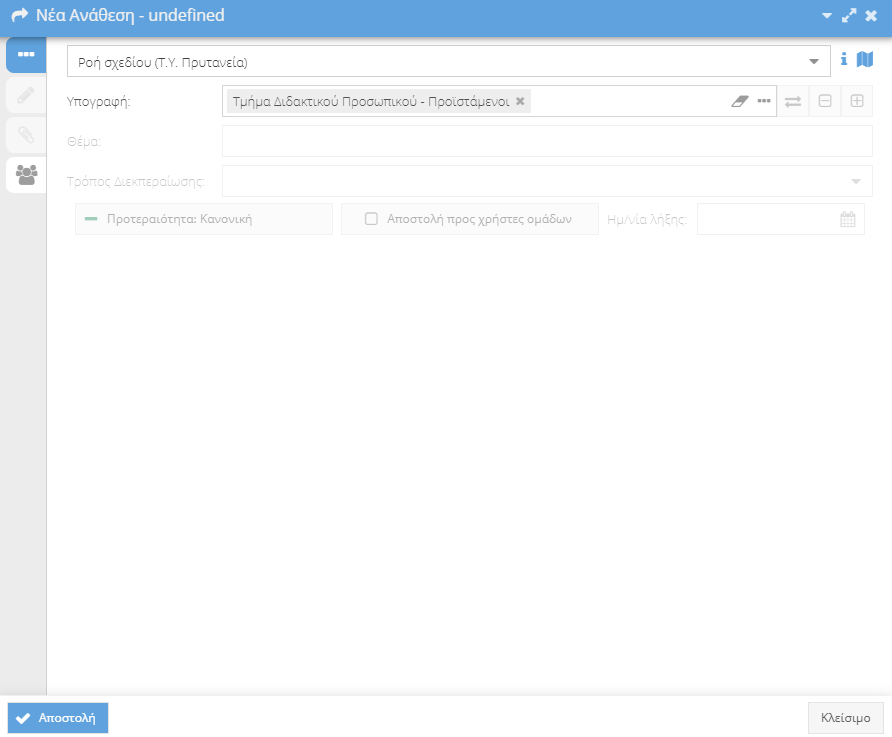 Νέα Ανάθεση - undefined
Ροή σχεδίου (Τ.Υ. Πρυτανεία)
Υπογραφή: Τμήμα Διδακτικού Προσωπικού - Προϊστάμενοι
Θέμα:
Τρόπος Διεκπεραίωσης:
Προτεραιότητα: Κανονική Αποστολή προς χρήστες ομάδων Ημ/νία λήξης:
Αποστολή Κλείσιμο